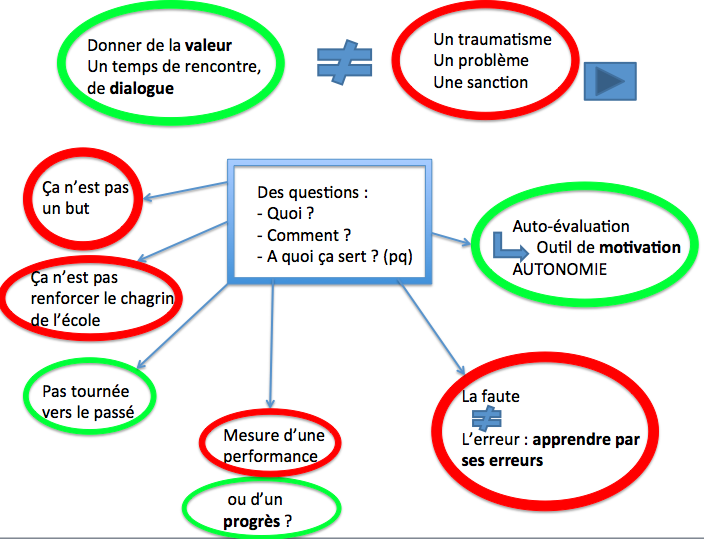 Donner de la valeur
Un temps de rencontre,
de dialogue
≠
Un traumatisme
Un problème
Une sanction
Ça n'est pas
un but
Des questions :
- Quoi ?
- Comment ?
- A quoi ça sert ? (pq)
Auto-évaluation
Outil de motivation
AUTONOMIE
Ça n'est pas
renforcer le chagrin
de l'école
Pas tournée
vers le passé
Mesure d'une
performance
ou d'un
progrès ?
La faute
≠
L'erreur : apprendre par
ses erreurs